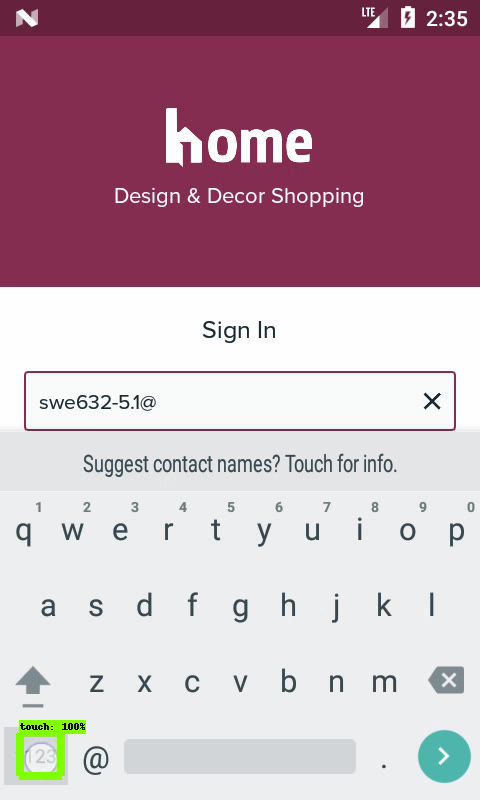 LTE 2:35
home
Design & Decor Shopping
Sign In
swe632-5.1@
Suggest contact names? Touch for info.
1 2 3 4 5 6 7 8 9 0
q w e r t y u i o p
a s d f g h j k l
z x c v b n m
touch: 100%
123 @ .